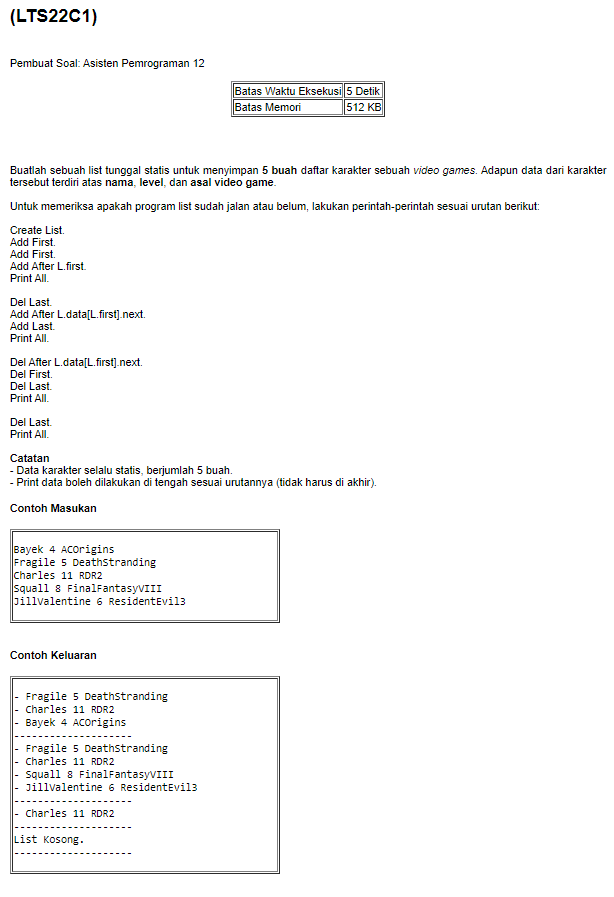 (LTS22C1)
Pembuat Soal: Asisten Pemrograman 12
Batas Waktu Eksekusi 5 Detik
Batas Memori 512 KB
Buatlah sebuah list tunggal statis untuk menyimpan 5 buah daftar karakter sebuah video games. Adapun data dari karakter
tersebut terdiri atas nama, level, dan asal video game.
Untuk memeriksa apakah program list sudah jalan atau belum, lakukan perintah-perintah sesuai urutan berikut:
Create List.
Add First.
Add First.
Add After L.first.
Print All.
Del Last.
Add After L.data[L.first].next.
Add Last.
Print All.
Del After L.data[L.first].next.
Del First.
Del Last.
Print All.
Del Last.
Print All.
Catatan
- Data karakter selalu statis, berjumlah 5 buah.
- Print data boleh dilakukan di tengah sesuai urutannya (tidak harus di akhir).
Contoh Masukan
Bayek 4 ACOrigins
Fragile 5 DeathStranding
Charles 11 RDR2
Squall 8 FinalFantasyVIII
JillValentine 6 ResidentEvil3
Contoh Keluaran
- Fragile 5 DeathStranding
- Charles 11 RDR2
- Bayek 4 ACOrigins
--------------------
- Fragile 5 DeathStranding
- Charles 11 RDR2
- Squall 8 FinalFantasyVIII
- JillValentine 6 ResidentEvil3
--------------------
- Charles 11 RDR2
--------------------
List Kosong.
--------------------